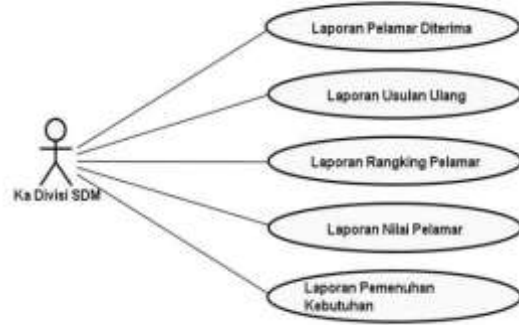 Laporan Pelamar Diterima
Laporan Usulan Ulang
Laporan Rangking Pelamar
Ka Divisi SDM
Laporan Nilai Pelamar
Laporan Pemenuhan
Kebutuhan